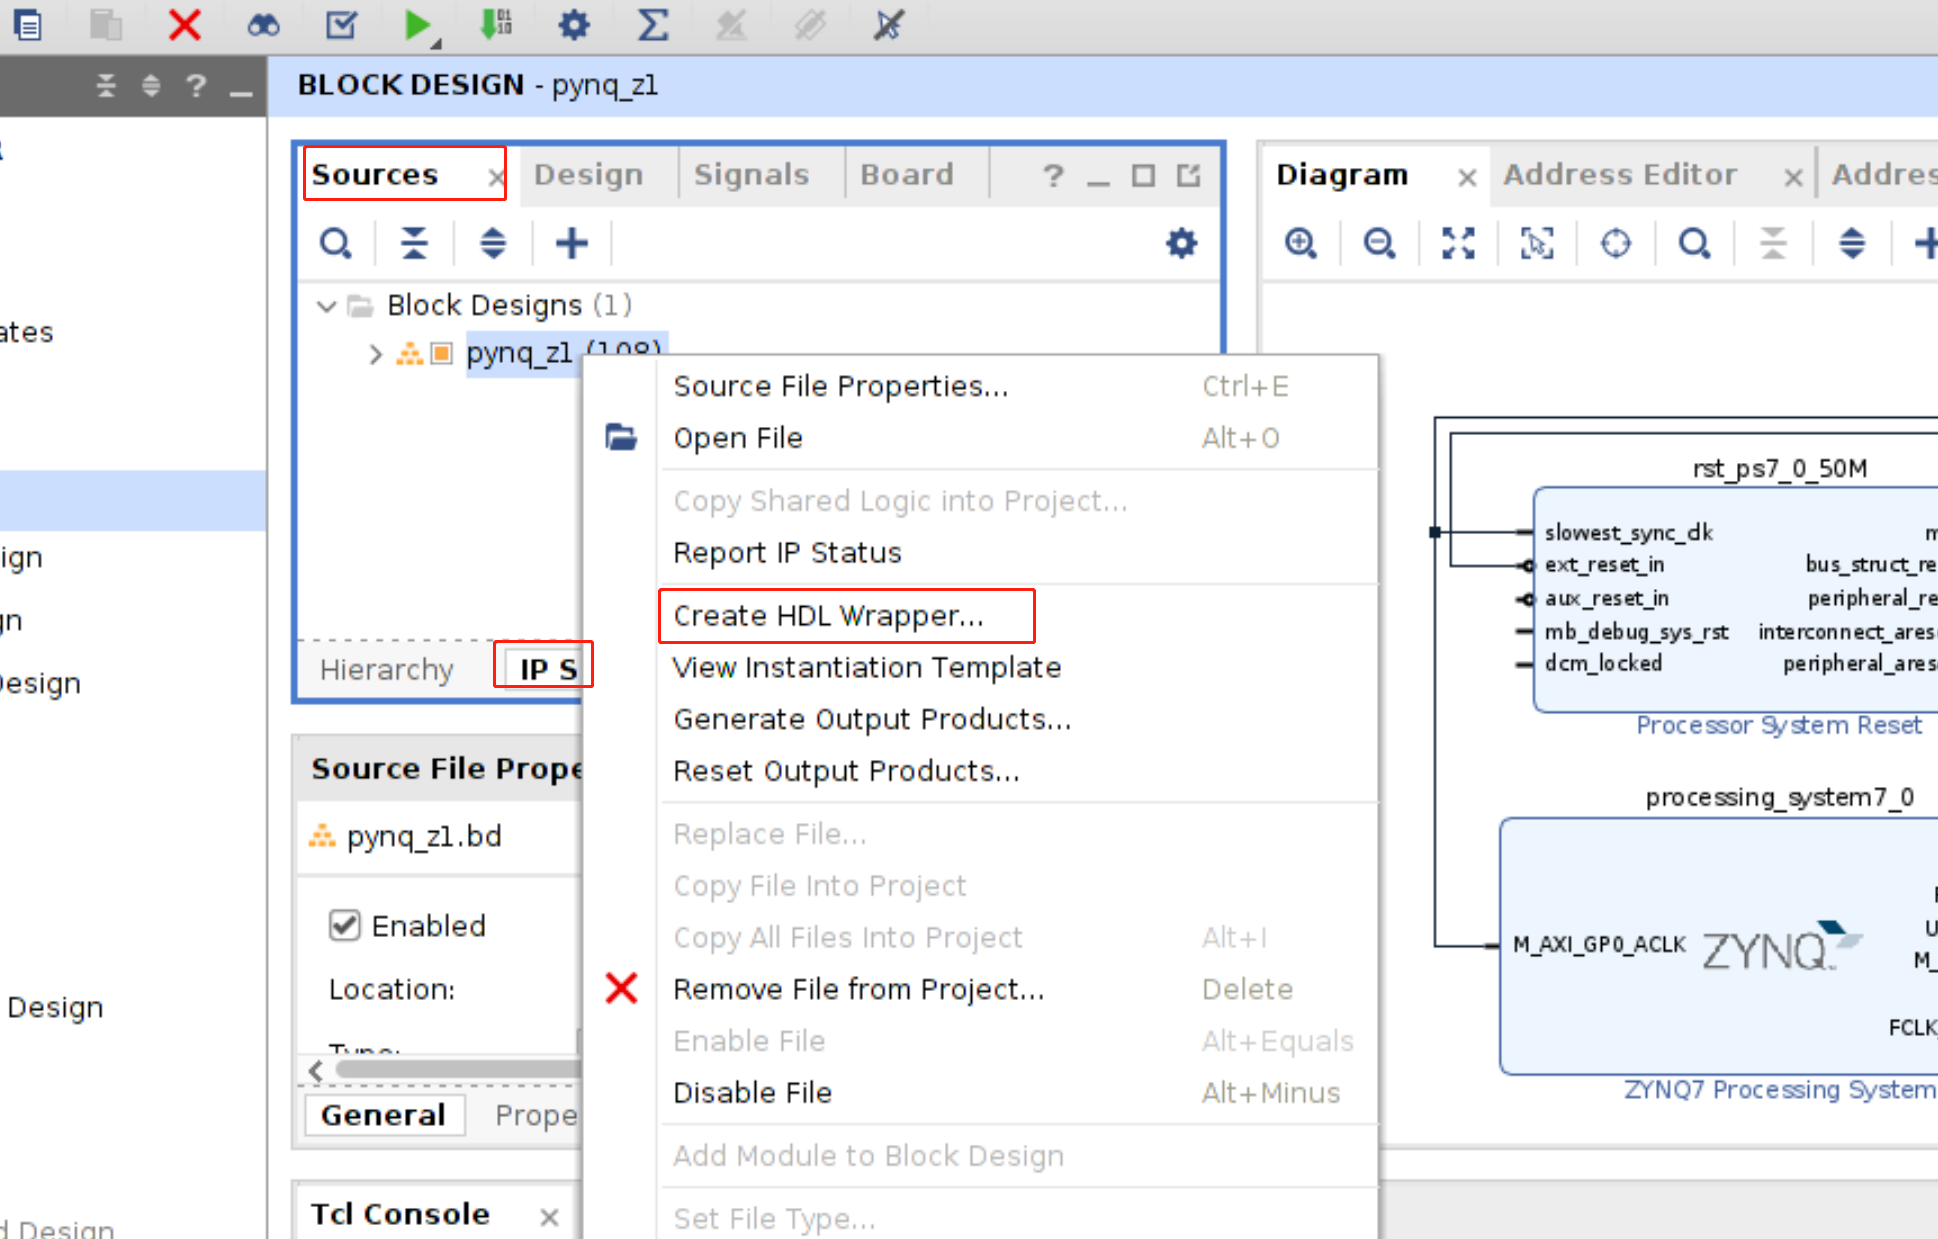 BLOCK DESIGN - pynq_z1
Sources
Design
Signals
Board
?
Diagram
Address Editor
Addres
Block Designs (1)
pynq_z1 (108)
ates
ign
gn
Design
Design
d Design
Hierarchy
IP S
Source File Prope
pynq_z1.bd
Enabled
Location:
Type:
General
Prope
Tcl Console
Source File Properties... Ctrl+E
Open File Alt+O
Copy Shared Logic into Project...
Report IP Status
Create HDL Wrapper...
View Instantiation Template
Generate Output Products...
Reset Output Products...
Replace File...
Copy File Into Project
Copy All Files Into Project Alt+I
Remove File from Project... Delete
Enable File Alt+Equals
Disable File Alt+Minus
Add Module to Block Design
Set File Type...
rst_ps7_0_50M
slowest_sync_clk m
ext_reset_in bus_struct_re
aux_reset_in peripheral_re
mb_debug_sys_rst interconnect_ares
dcm_locked peripheral_ares
Processor System Reset
processing_system7_0
M_AXI_GP0_ACLK
ZYNQ
M_
FCLK_
ZYNQ7 Processing System